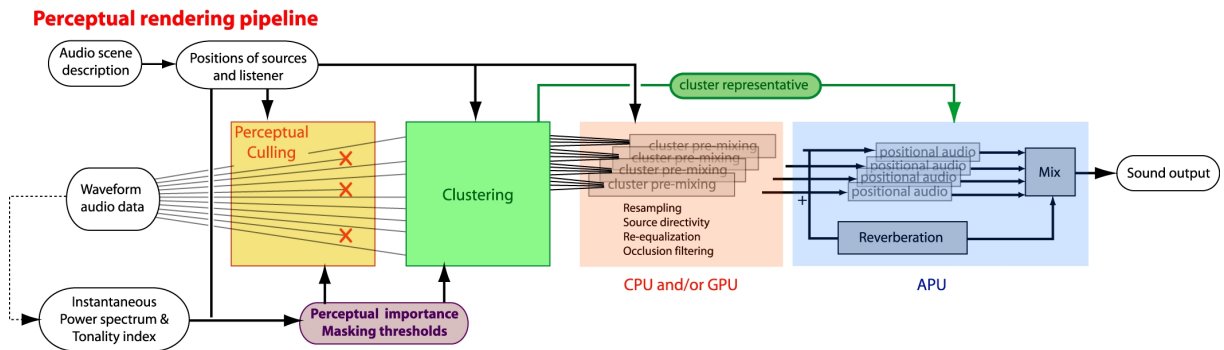 Perceptual rendering pipeline
Audio scene
description
Positions of sources
and listener
cluster representative
Perceptual
Culling
Waveform
audio data
Clustering
cluster pre-mixing
cluster pre-mixing
cluster pre-mixing
cluster pre-mixing
Resampling
Source directivity
Re-equalization
Occlusion filtering
CPU and/or GPU
positional audio
positional audio
positional audio
positional audio
+
Reverberation
Mix
APU
Sound output
Instantaneous
Power spectrum &
Tonality index
Perceptual importance
Masking thresholds